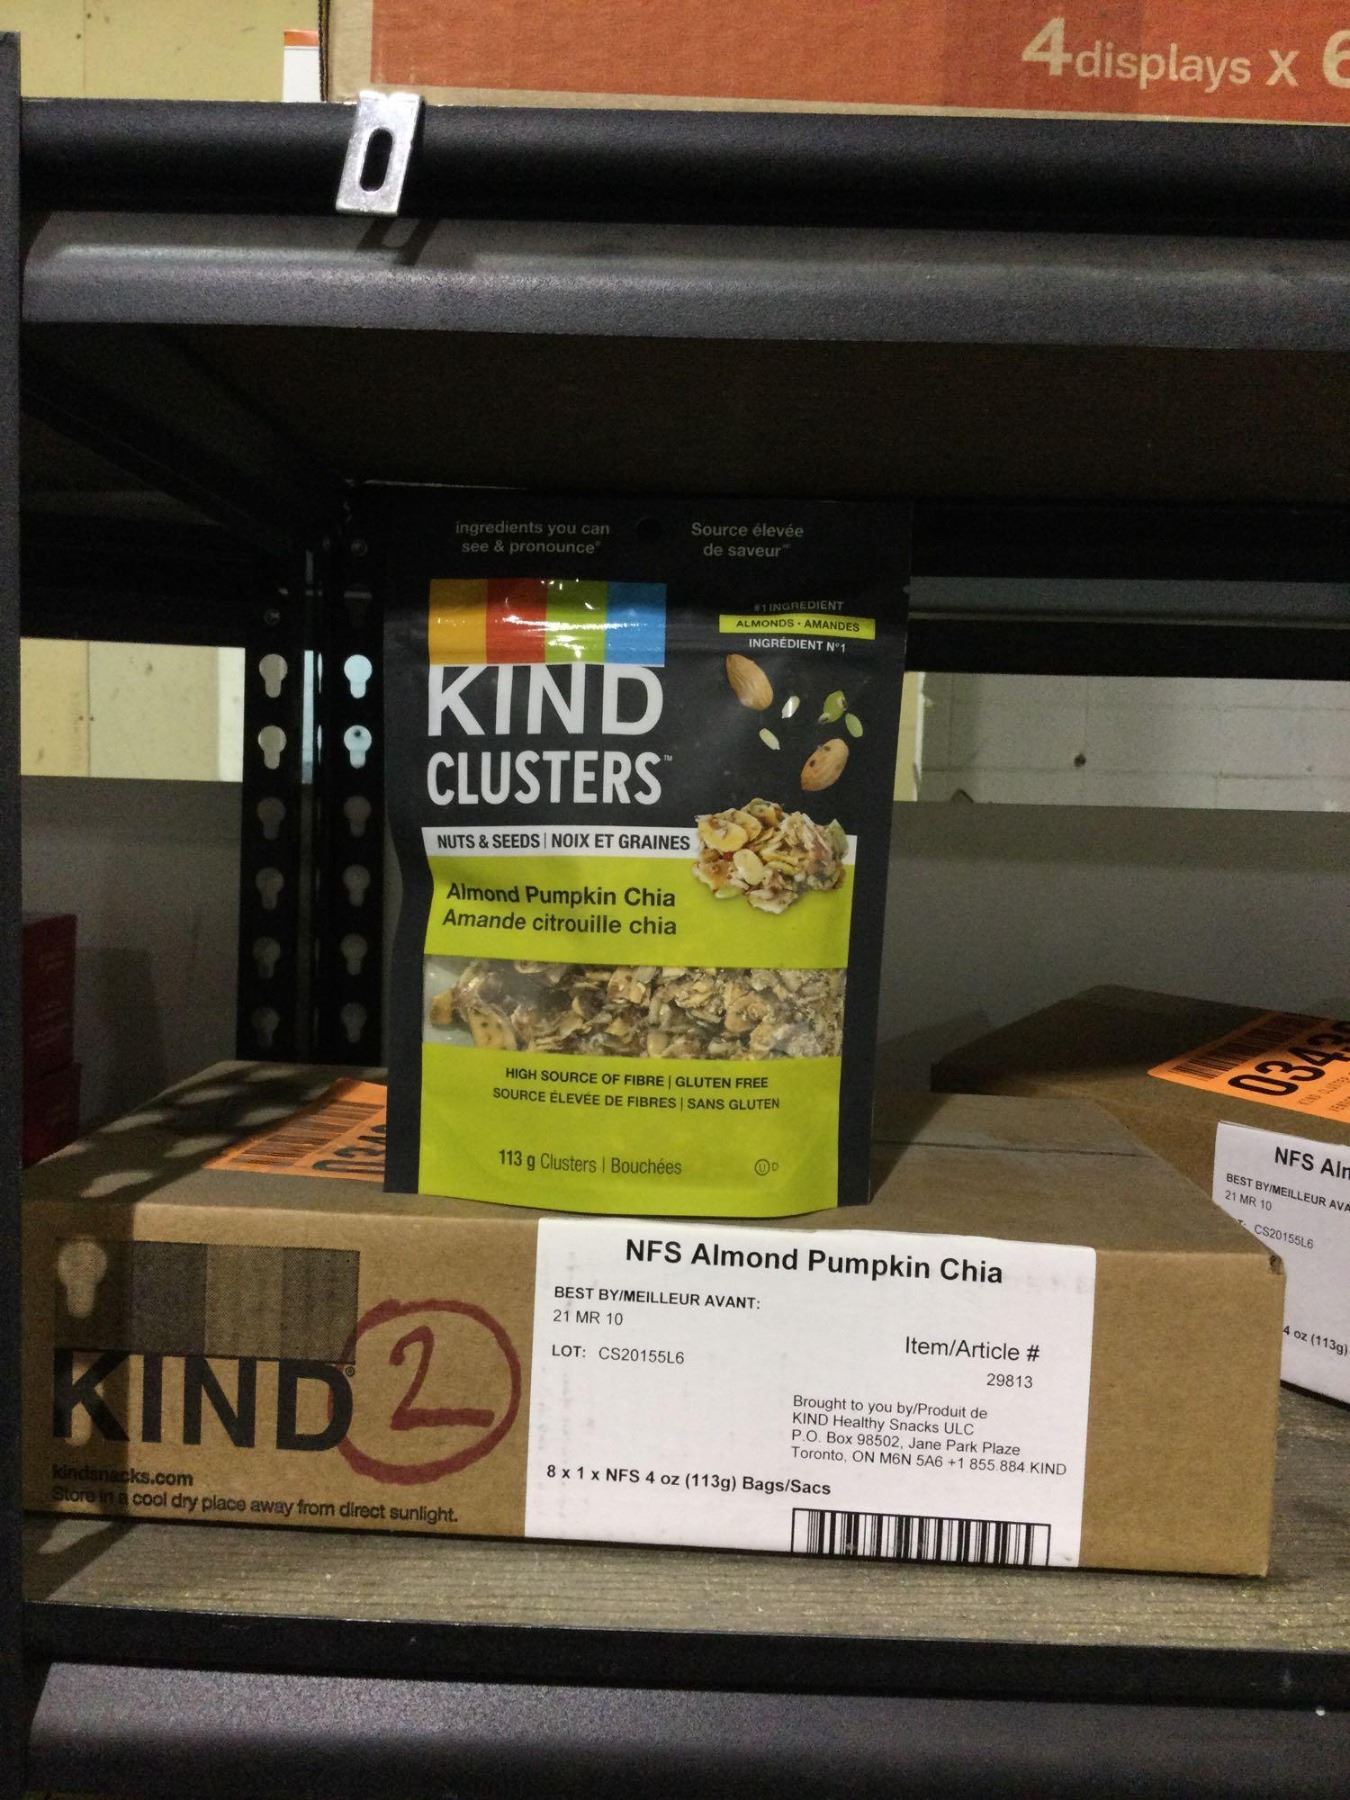 4displays x 6
ingredients you can
see & pronounce®
Source élevée
de saveur
#1 INGREDIENT
ALMONDS • AMANDES
INGRÉDIENT N°1
KIND
CLUSTERS™
NUTS & SEEDS | NOIX ET GRAINES
Almond Pumpkin Chia
Amande citrouille chia
HIGH SOURCE OF FIBRE | GLUTEN FREE
SOURCE ÉLEVÉE DE FIBRES | SANS GLUTEN
113 g Clusters | Bouchées
UD
0343
034
NFS Alm
BEST BY/MEILLEUR AVA
21 MR 10
CS20155L6
4 oz (113g)
KIND®
2
kindsnacks.com
Store in a cool dry place away from direct sunlight.
NFS Almond Pumpkin Chia
BEST BY/MEILLEUR AVANT:
21 MR 10
LOT: CS20155L6
Item/Article #
29813
Brought to you by/Produit de
KIND Healthy Snacks ULC
P.O. Box 98502, Jane Park Plaze
Toronto, ON M6N 5A6 +1 855.884.KIND
8 x 1 x NFS 4 oz (113g) Bags/Sacs